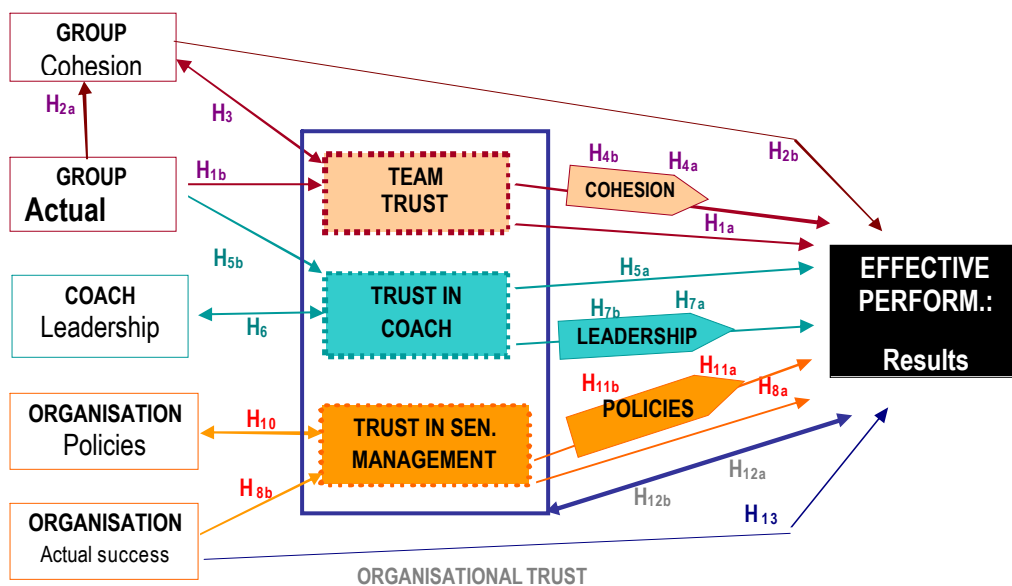 GROUP
Cohesion
H2a
H3
H2b
GROUP
Actual
H1b
TEAM
TRUST
H4b
H4a
COHESION
H1a
H5b
COACH
Leadership
H6
TRUST IN
COACH
H5a
H7b
H7a
LEADERSHIP
EFFECTIVE
PERFORM.:
Results
ORGANISATION
Policies
H10
TRUST IN SEN.
MANAGEMENT
H11b
H11a
POLICIES
H8a
H8b
H12a
H12b
ORGANISATION
Actual success
H13
ORGANISATIONAL TRUST